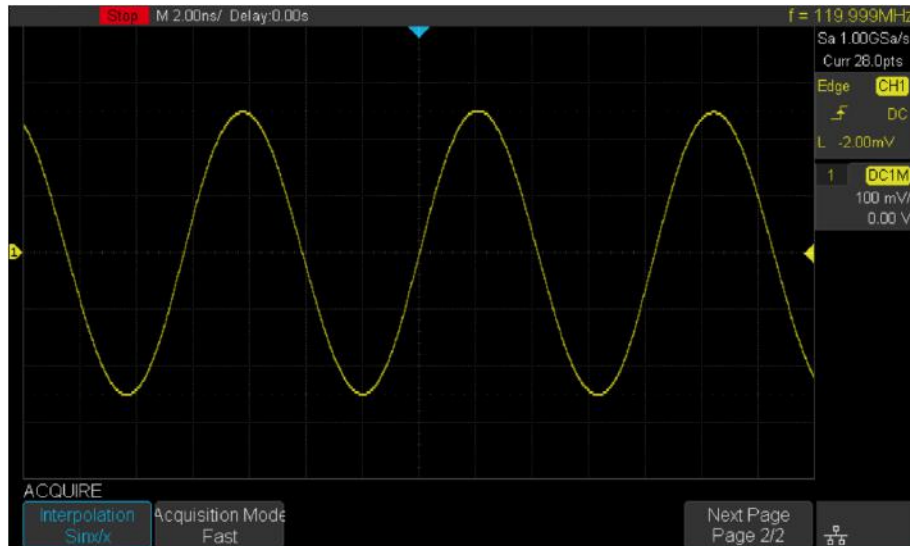 Stop M 2.00ns/ Delay:0.00s f = 119.999MHz
Sa 1.00GSa/s
Curr 28.0pts
Edge CH1
DC
L -2.00mV
1 DC1M
100 mV/
0.00 V
1
ACQUIRE
Interpolation Acquisition Mode Next Page
Sinx/x Fast Page 2/2